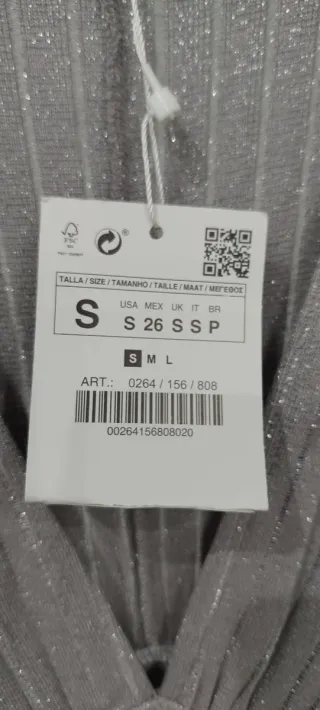 FSC
®
TALLA / SIZE / TAMANHO / TAILLE / MAAT / ΜΕΓΕΘΟΣ
USA MEX UK IT BR
S S 26 S S P
S M L
ART.: 0264 / 156 / 808
00264156808020